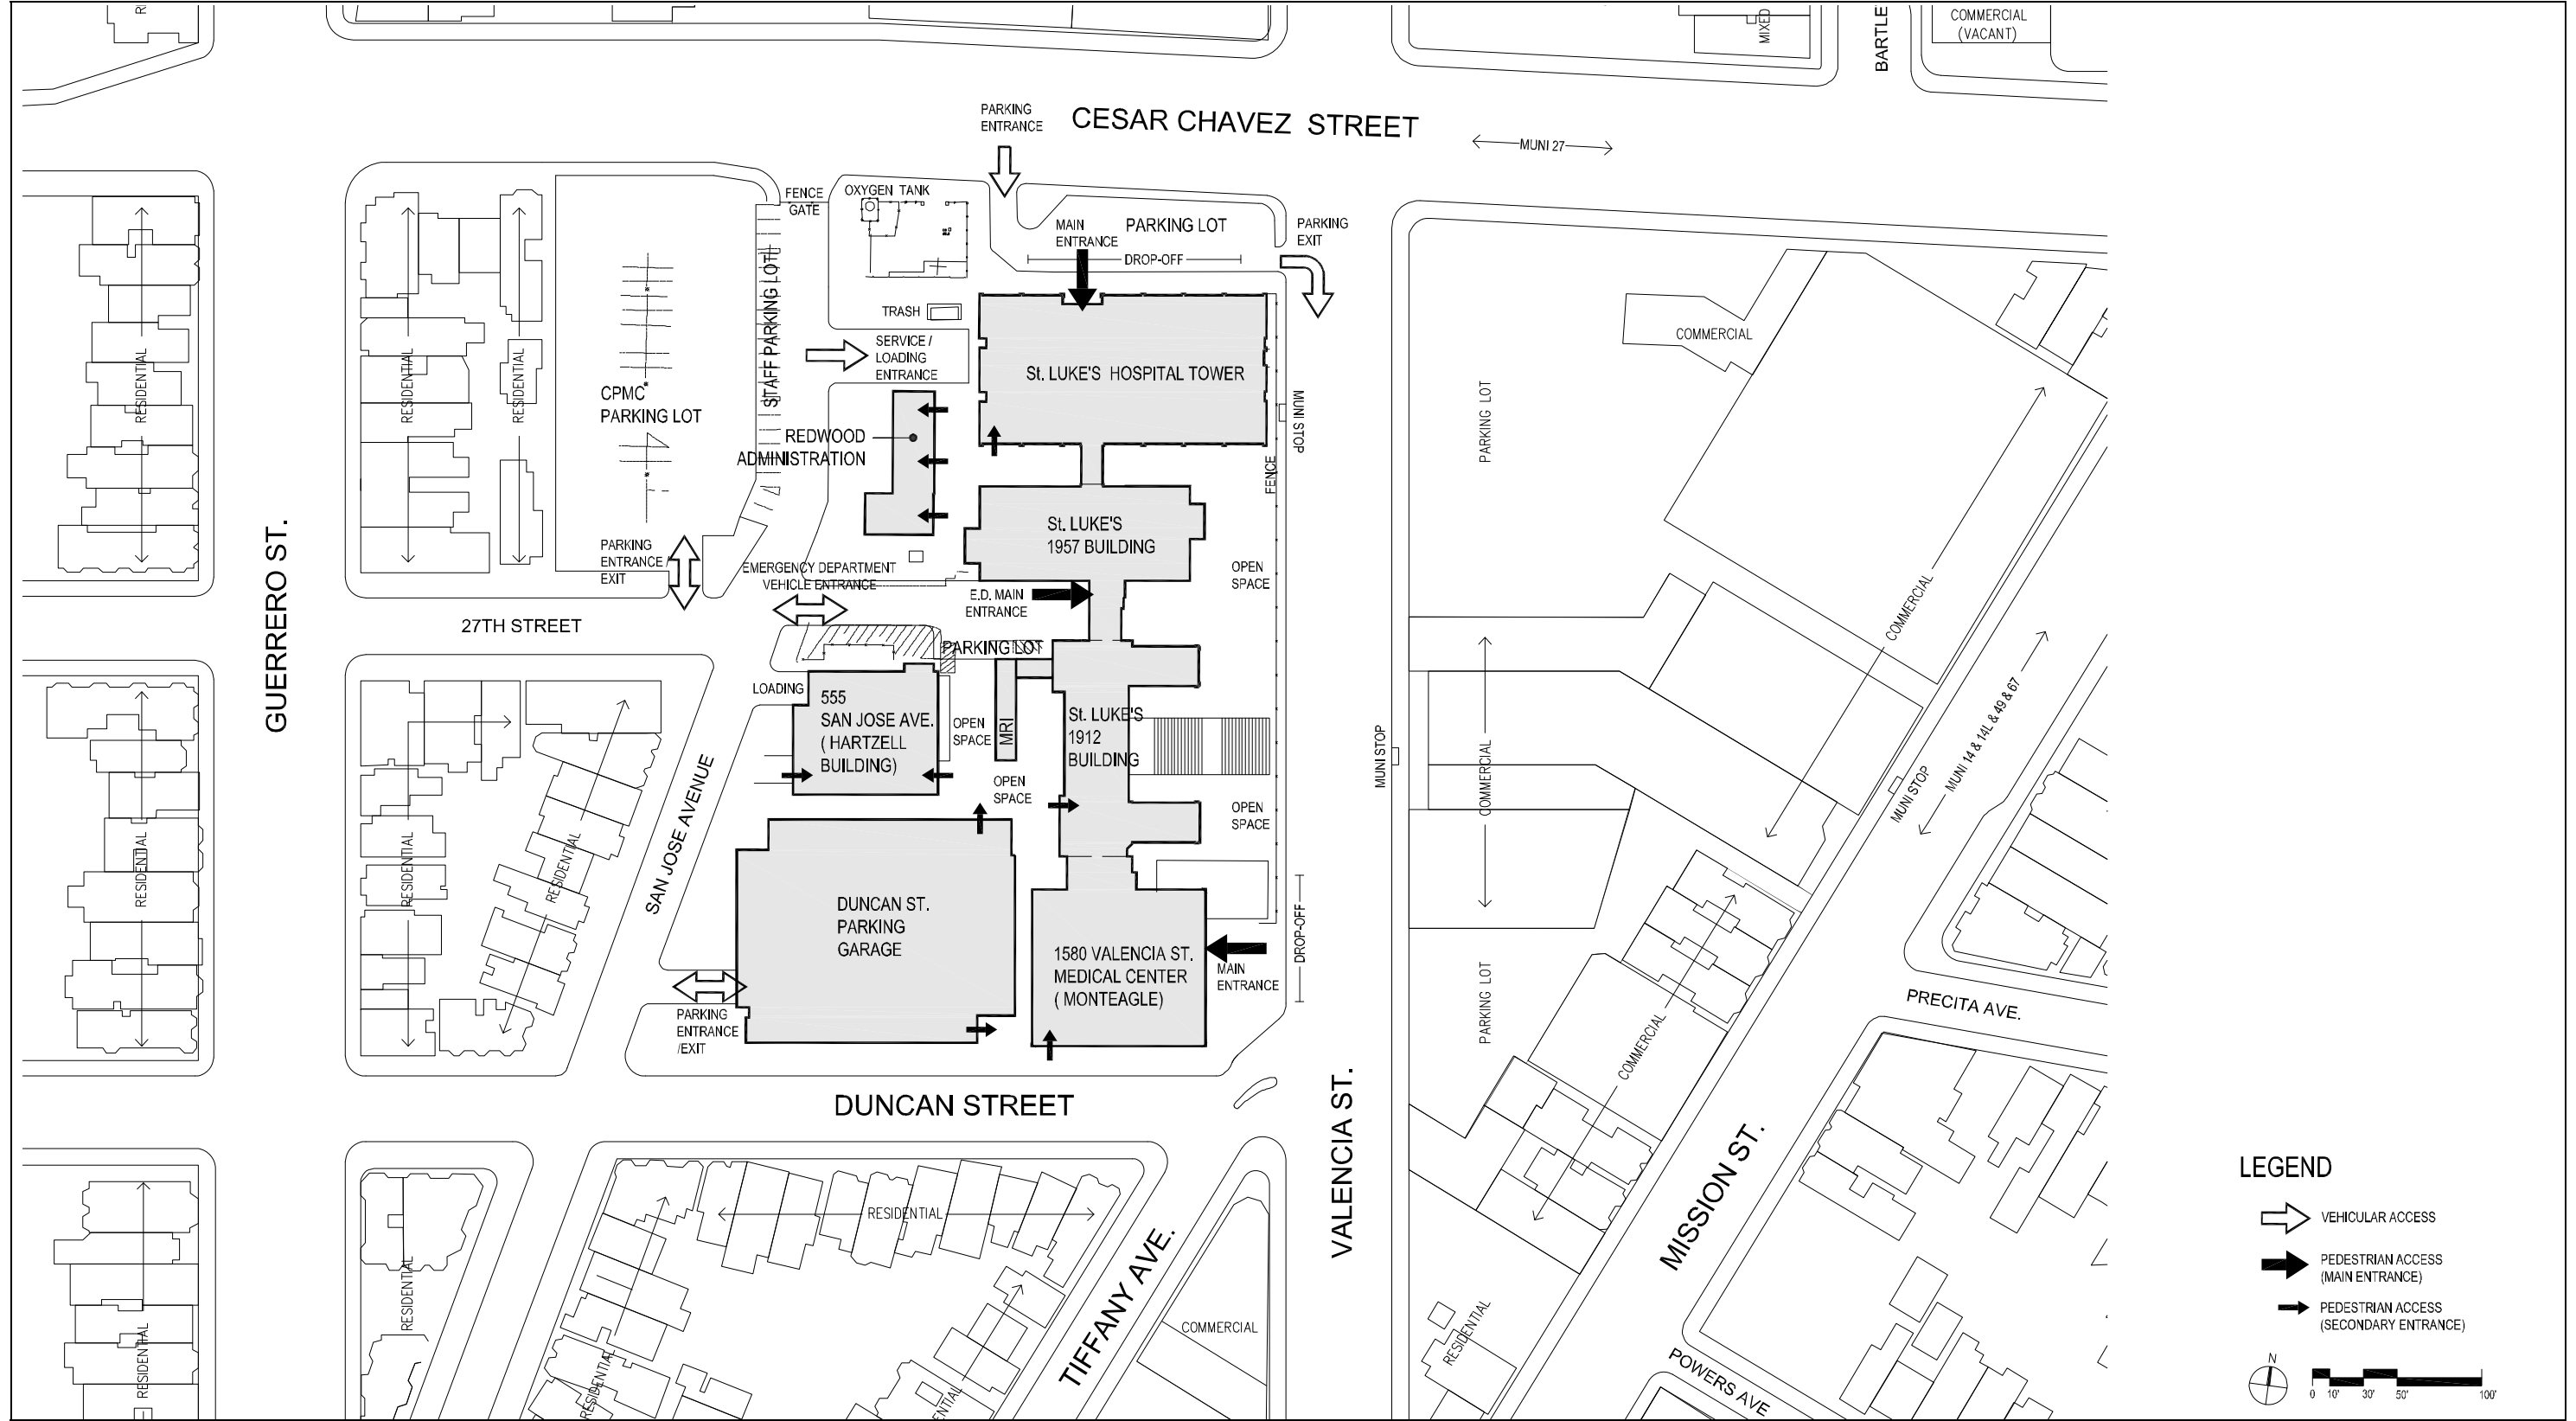 COMMERCIAL
(VACANT)
MIXED
BARTLE
PARKING
ENTRANCE
CESAR CHAVEZ STREET
MUNI 27
FENCE
GATE
OXYGEN TANK
MAIN
ENTRANCE
PARKING LOT
DROP-OFF
PARKING
EXIT
TRASH
SERVICE /
LOADING
ENTRANCE
STAFF PARKING LOT
CPMC
PARKING LOT
St. LUKE'S HOSPITAL TOWER
REDWOOD
ADMINISTRATION
MUNI STOP
FENCE
PARKING LOT
COMMERCIAL
COMMERCIAL
RESIDENTIAL
RESIDENTIAL
RESIDENTIAL
GUERRERO ST.
PARKING
ENTRANCE /
EXIT
EMERGENCY DEPARTMENT
VEHICLE ENTRANCE
St. LUKE'S
1957 BUILDING
OPEN
SPACE
E.D. MAIN
ENTRANCE
27TH STREET
PARKING LOT
LOADING
555
SAN JOSE AVE.
( HARTZELL
BUILDING)
OPEN
SPACE
MRI
St. LUKE'S
1912
BUILDING
OPEN
SPACE
OPEN
SPACE
MUNI STOP
COMMERCIAL
MUNI STOP
MUNI 14 & 14L & 49 & 67
SAN JOSE AVENUE
RESIDENTIAL
RESIDENTIAL
RESIDENTIAL
DUNCAN ST.
PARKING
GARAGE
1580 VALENCIA ST.
MEDICAL CENTER
( MONTEAGLE)
MAIN
ENTRANCE
DROP-OFF
PARKING
ENTRANCE
/EXIT
PARKING LOT
COMMERCIAL
PRECITA AVE.
DUNCAN STREET
VALENCIA ST.
MISSION ST.
RESIDENTIAL
RESIDENTIAL
RESIDENTIAL
RESIDENTIAL
ENTIAL
TIFFANY AVE.
COMMERCIAL
RESIDENTIAL
POWERS AVE
LEGEND
VEHICULAR ACCESS
PEDESTRIAN ACCESS
(MAIN ENTRANCE)
PEDESTRIAN ACCESS
(SECONDARY ENTRANCE)
N
0 10' 30' 50' 100'